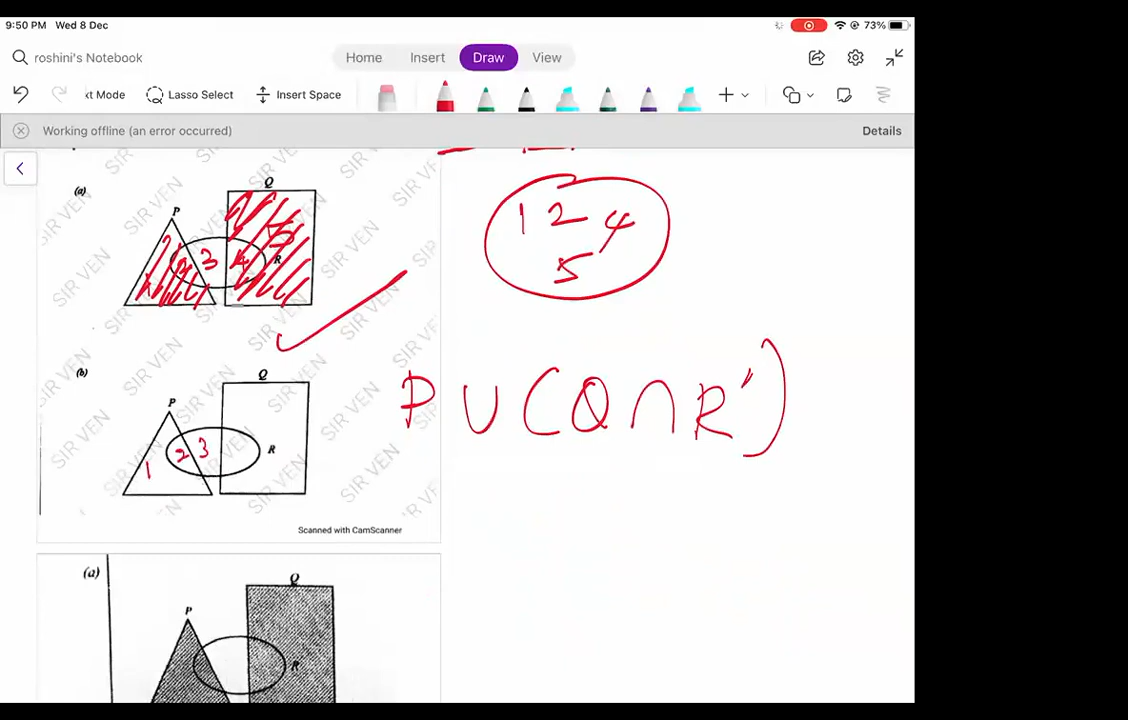 9:50 PM Wed 8 Dec 73%
roshini's Notebook Home Insert Draw View
xt Mode Lasso Select Insert Space
Working offline (an error occurred) Details
(a)
P Q
1 2 3 4 5 R
1 2 4
5
(b)
P Q
1 2 3 R
P ∪ (Q ∩ R')
Scanned with CamScanner
(a)
P Q
R
SIR VEN